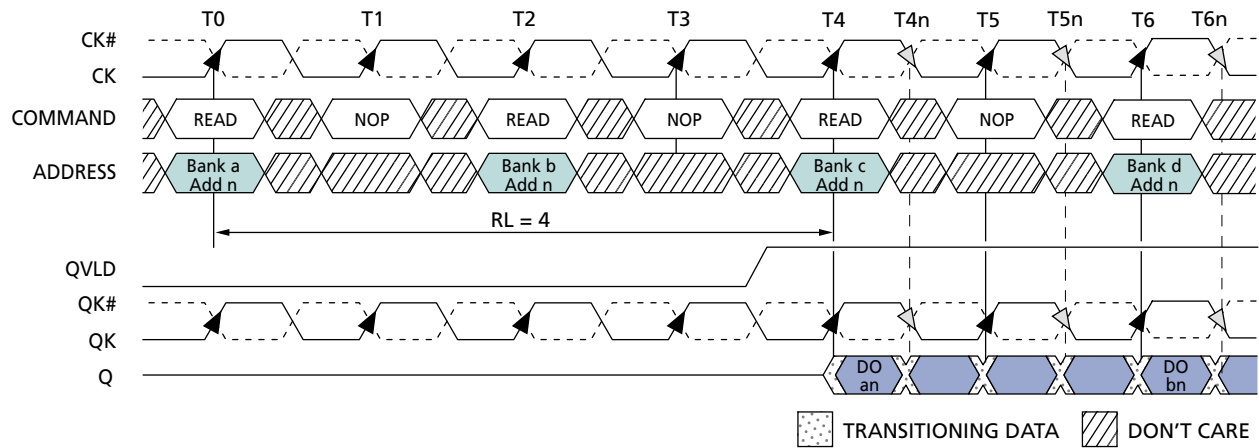 T0 T1 T2 T3 T4 T4n T5 T5n T6 T6n
CK#
CK
COMMAND READ NOP READ NOP READ NOP READ
ADDRESS Bank a Add n Bank b Add n Bank c Add n Bank d Add n
RL = 4
QVLD
QK#
QK
Q DO an DO bn
TRANSITIONING DATA DON'T CARE